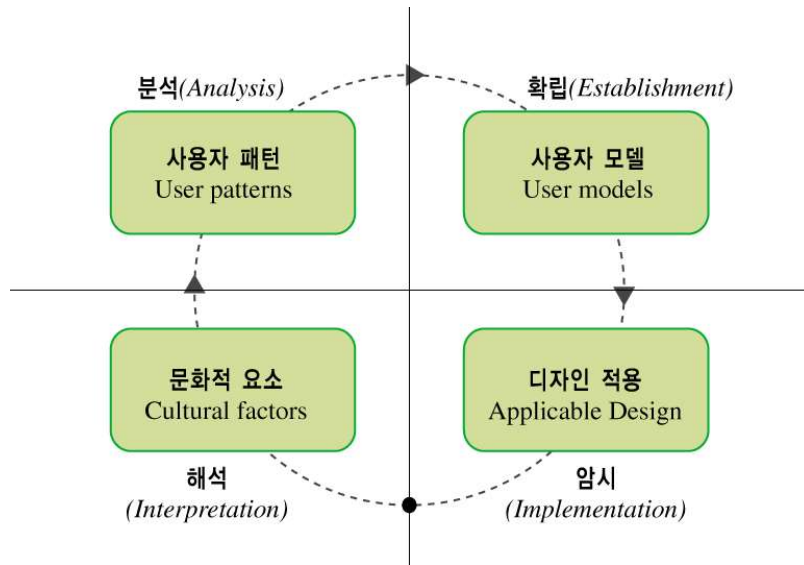 분석(Analysis)
사용자 패턴
User patterns
확립(Establishment)
사용자 모델
User models
문화적 요소
Cultural factors
해석
(Interpretation)
디자인 적용
Applicable Design
암시
(Implementation)